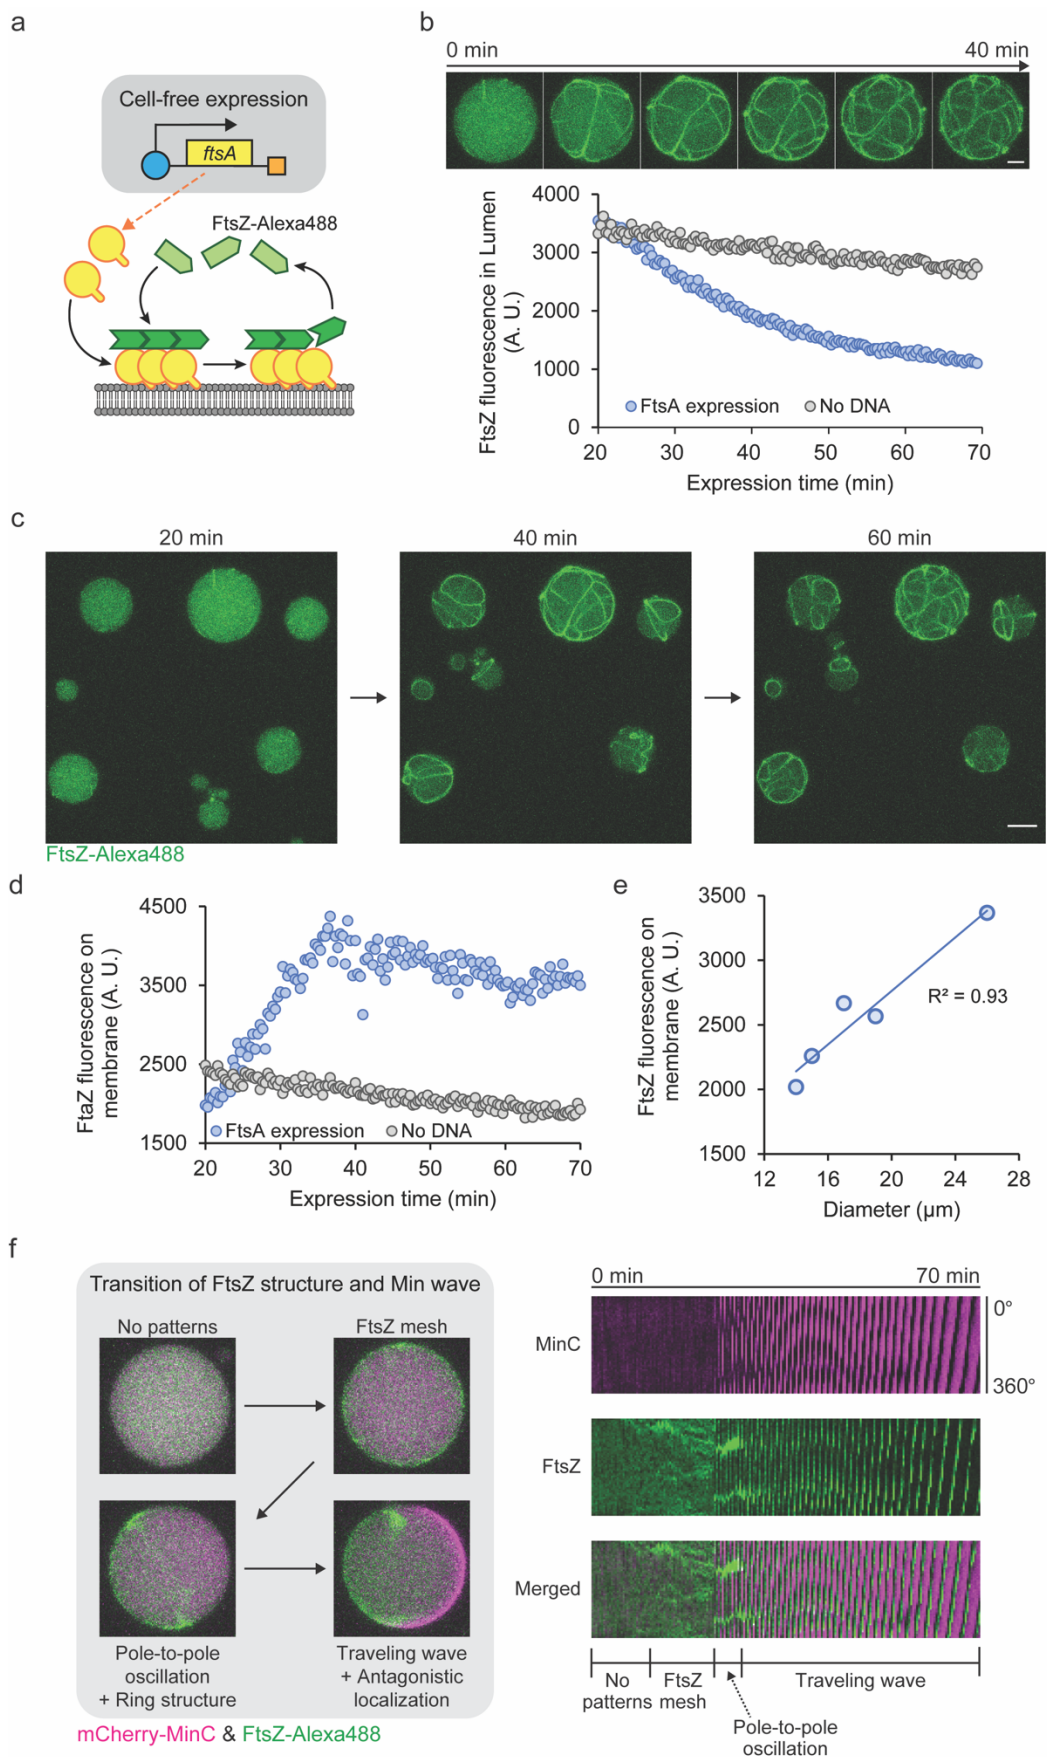 a
Cell-free expression
ftsA
FtsZ-Alexa488
b
0 min
40 min
FtsZ fluorescence in Lumen
(A. U.)
4000
3000
2000
1000
0
FtsA expression
No DNA
20
30
40
50
60
70
Expression time (min)
c
20 min
40 min
60 min
FtsZ-Alexa488
d
FtaZ fluorescence on
membrane (A. U.)
4500
3500
2500
1500
FtsA expression
No DNA
20
30
40
50
60
70
Expression time (min)
e
FtsZ fluorescence on
membrane (A. U.)
3500
3000
2500
2000
1500
R² = 0.93
12
16
20
24
28
Diameter (μm)
f
Transition of FtsZ structure and Min wave
No patterns
FtsZ mesh
Pole-to-pole
oscillation
+ Ring structure
Traveling wave
+ Antagonistic
localization
mCherry-MinC & FtsZ-Alexa488
0 min
70 min
MinC
0°
360°
FtsZ
Merged
No
patterns
FtsZ
mesh
Traveling wave
Pole-to-pole
oscillation